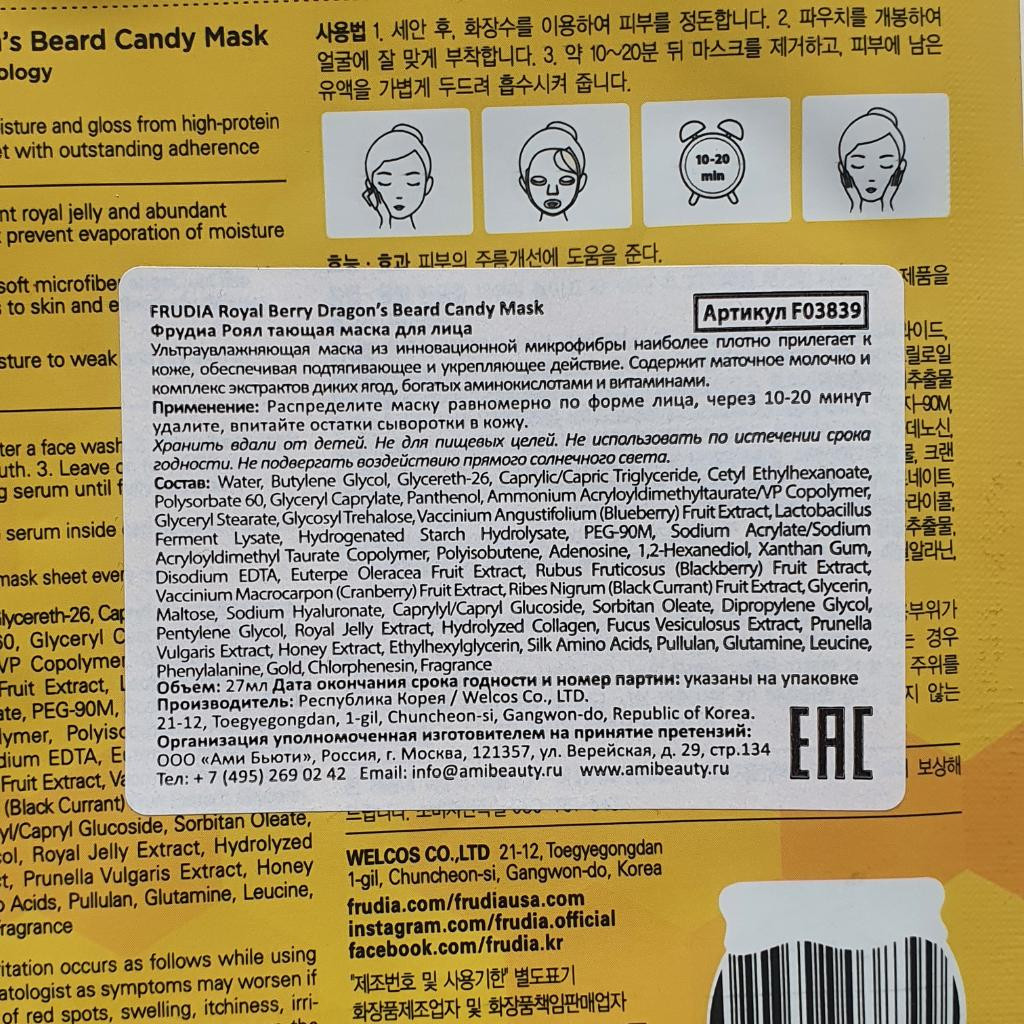 's Beard Candy Mask
ology
isture and gloss from high-protein
et with outstanding adherence
nt royal jelly and abundant
prevent evaporation of moisture
soft microfiber
s to skin and e
sture to weak
ter a face wash
uth. 3. Leave
g serum until f
serum inside
mask sheet ever
Glycereth-26, Cap
60, Glyceryl C
VP Copolymer
Fruit Extract, L
ate, PEG-90M,
lymer, Polyiso
dium EDTA, Eu
Fruit Extract, Va
(Black Currant)
yl/Capryl Glucoside, Sorbitan Oleate,
ol, Royal Jelly Extract, Hydrolyzed
ct, Prunella Vulgaris Extract, Honey
o Acids, Pullulan, Glutamine, Leucine,
ragrance
ritation occurs as follows while using
atologist as symptoms may worsen if
of red spots, swelling, itchiness, irri-
사용법 1. 세안 후, 화장수를 이용하여 피부를 정돈합니다. 2. 파우치를 개봉하여
얼굴에 잘 맞게 부착합니다. 3. 약 10~20분 뒤 마스크를 제거하고, 피부에 남은
유액을 가볍게 두드려 흡수시켜 줍니다.
10-20
min
효능·효과 피부의 주름개선에 도움을 준다.
제품을
라이드,
릴로일
추출물
자-90M,
데노신,
크랜
네이트,
라이콜,
추출물,
알라닌,
부위가
경우
주위를
지 않는
보상해
FRUDIA Royal Berry Dragon's Beard Candy Mask
Артикул F03839
Фрудиа Роял тающая маска для лица
Ультраувлажняющая маска из инновационной микрофибры наиболее плотно прилегает к
коже, обеспечивая подтягивающее и укрепляющее действие. Содержит маточное молочко и
комплекс экстрактов диких ягод, богатых аминокислотами и витаминами.
Применение: Распределите маску равномерно по форме лица, через 10-20 минут
удалите, впитайте остатки сыворотки в кожу.
Хранить вдали от детей. Не для пищевых целей. Не использовать по истечении срока
годности. Не подвергать воздействию прямого солнечного света.
Состав: Water, Butylene Glycol, Glycereth-26, Caprylic/Capric Triglyceride, Cetyl Ethylhexanoate,
Polysorbate 60, Glyceryl Caprylate, Panthenol, Ammonium Acryloyldimethyltaurate/VP Copolymer,
Glyceryl Stearate, Glycosyl Trehalose, Vaccinium Angustifolium (Blueberry) Fruit Extract, Lactobacillus
Ferment Lysate, Hydrogenated Starch Hydrolysate, PEG-90M, Sodium Acrylate/Sodium
Acryloyldimethyl Taurate Copolymer, Polyisobutene, Adenosine, 1,2-Hexanediol, Xanthan Gum,
Disodium EDTA, Euterpe Oleracea Fruit Extract, Rubus Fruticosus (Blackberry) Fruit Extract,
Vaccinium Macrocarpon (Cranberry) Fruit Extract, Ribes Nigrum (Black Currant) Fruit Extract, Glycerin,
Maltose, Sodium Hyaluronate, Caprylyl/Capryl Glucoside, Sorbitan Oleate, Dipropylene Glycol,
Pentylene Glycol, Royal Jelly Extract, Hydrolyzed Collagen, Fucus Vesiculosus Extract, Prunella
Vulgaris Extract, Honey Extract, Ethylhexylglycerin, Silk Amino Acids, Pullulan, Glutamine, Leucine,
Phenylalanine, Gold, Chlorphenesin, Fragrance
Объем: 27мл Дата окончания срока годности и номер партии: указаны на упаковке
Производитель: Республика Корея / Welcos Co., LTD.
21-12, Toegyegongdan, 1-gil, Chuncheon-si, Gangwon-do, Republic of Korea.
Организация уполномоченная изготовителем на принятие претензий:
ООО «Ами Бьюти», Россия, г. Москва, 121357, ул. Верейская, д. 29, стр.134
Тел: + 7 (495) 269 02 42 Email: info@amibeauty.ru www.amibeauty.ru
EAC
WELCOS CO.,LTD 21-12, Toegyegongdan
1-gil, Chuncheon-si, Gangwon-do, Korea
frudia.com/frudiausa.com
instagram.com/frudia.official
facebook.com/frudia.kr
"제조번호 및 사용기한" 별도표기
화장품제조업자 및 화장품책임판매업자